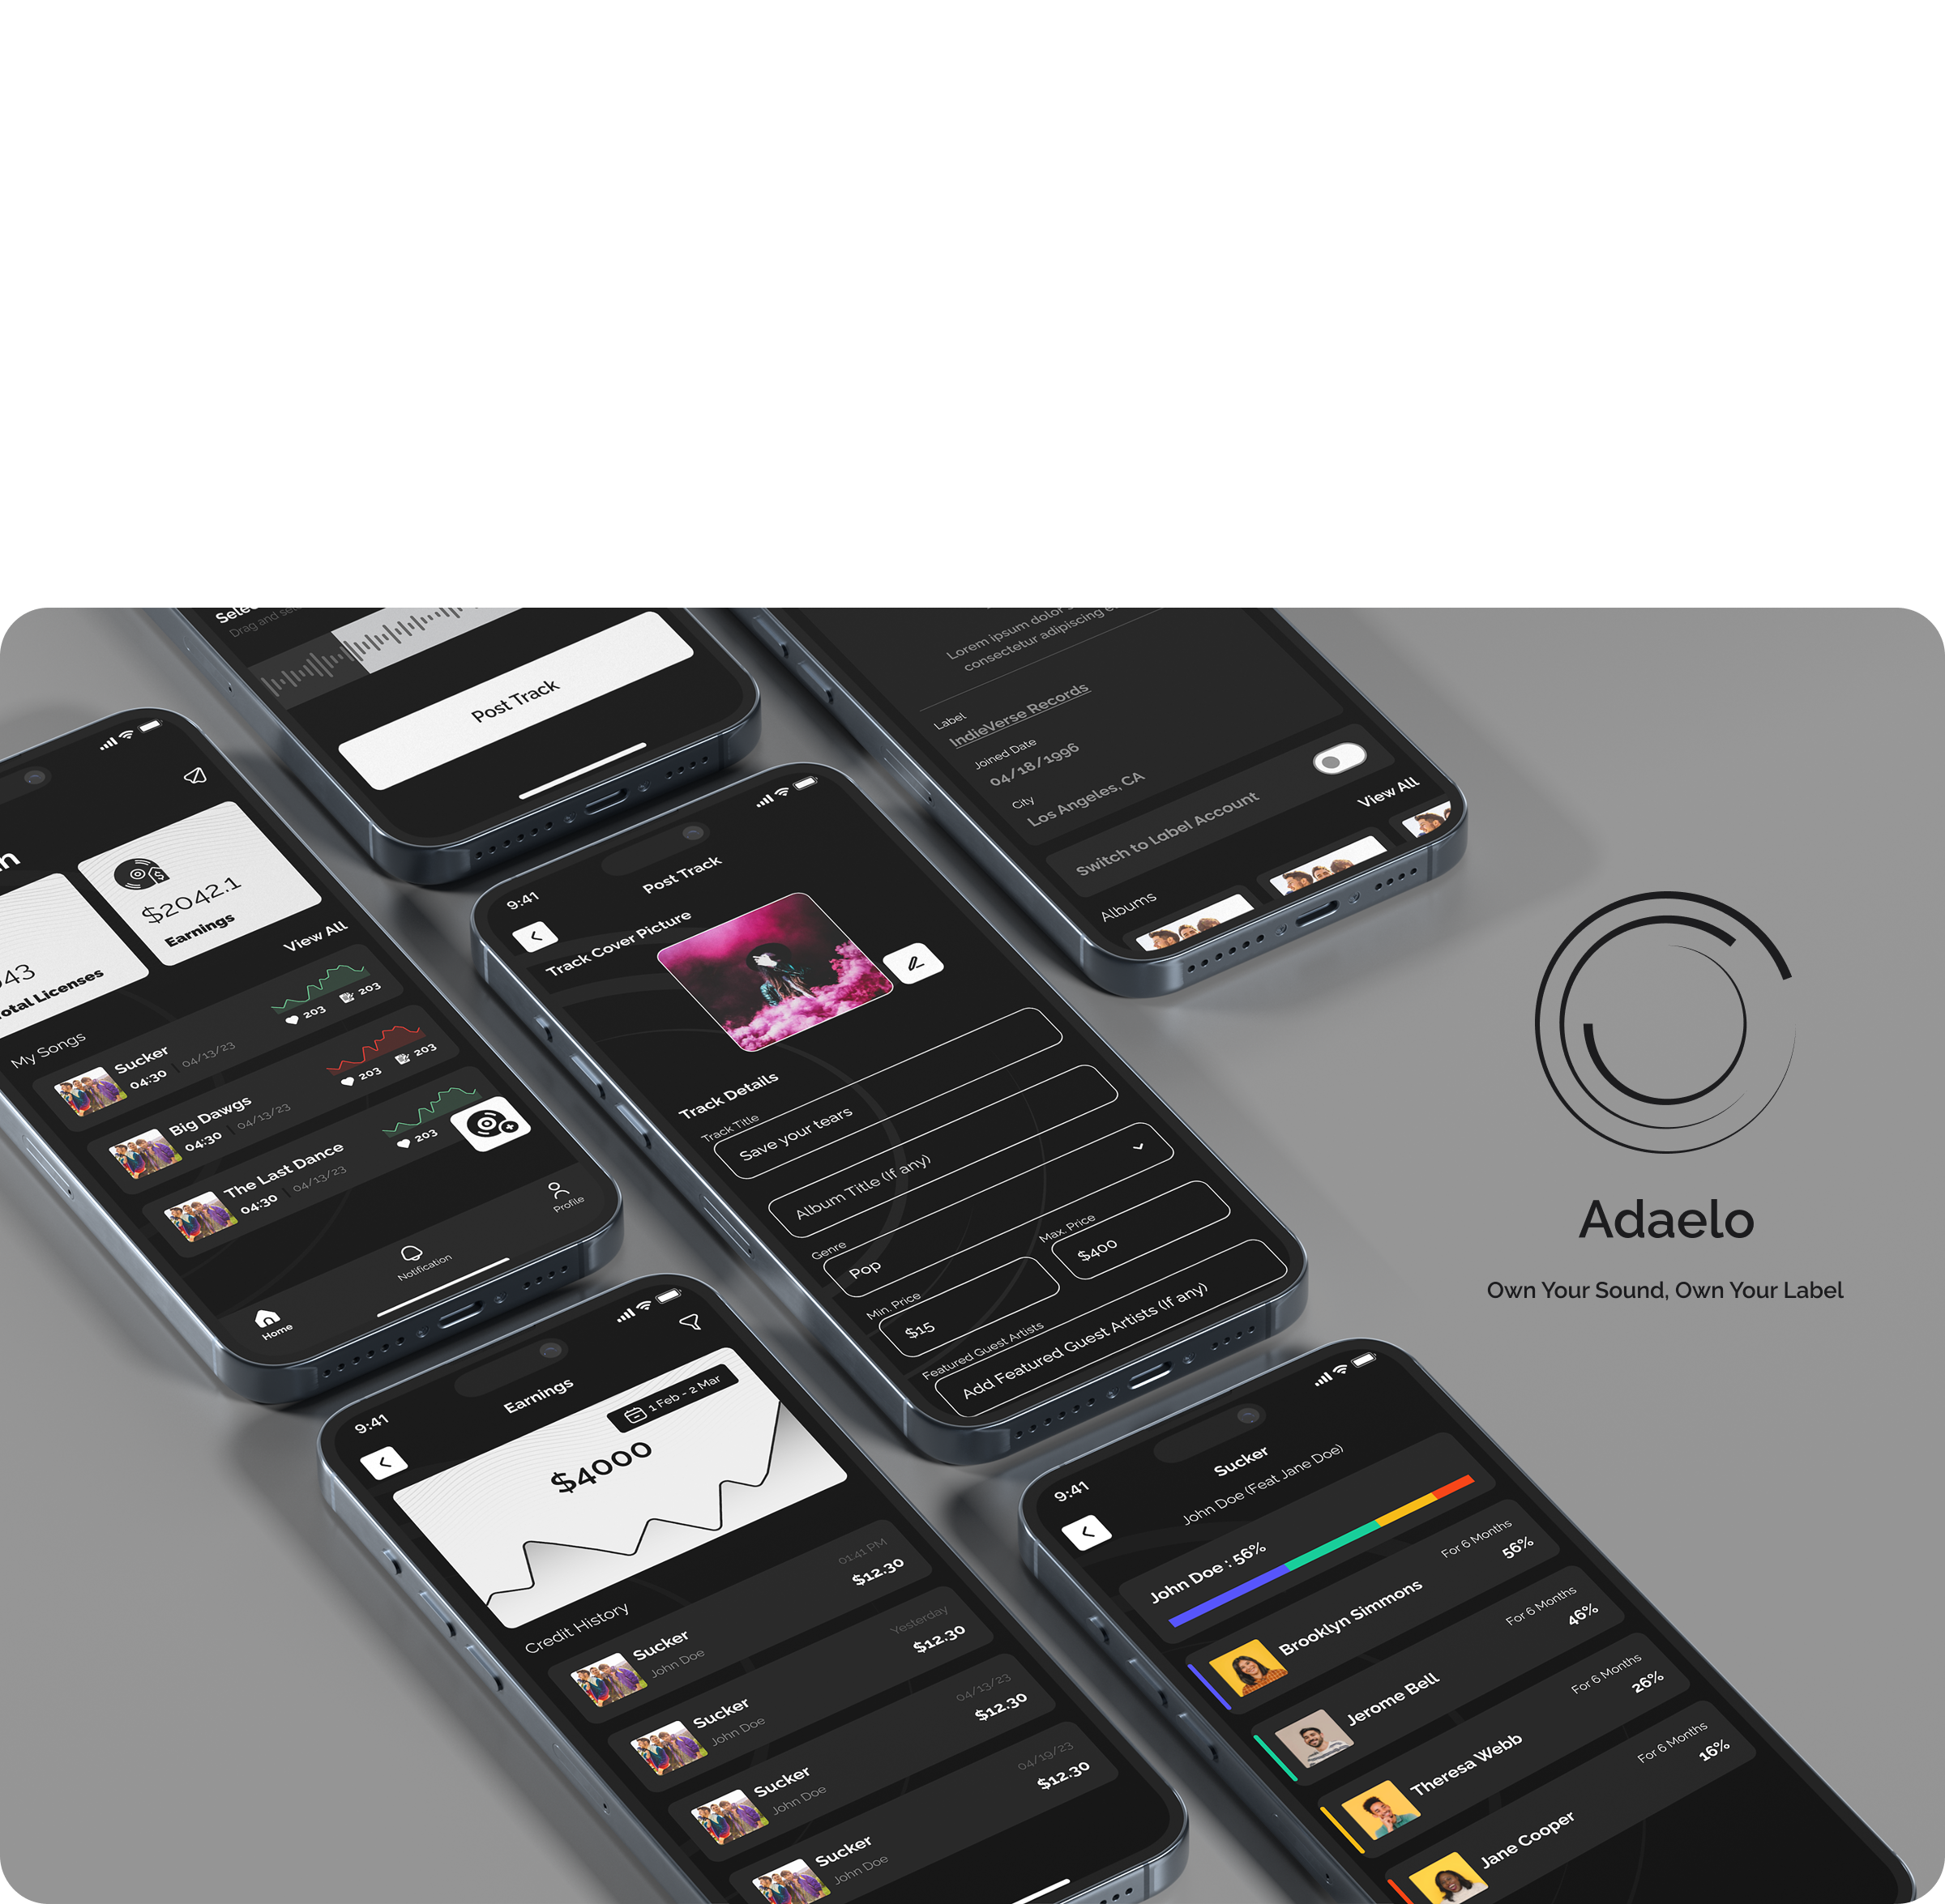 Drag and
Post Track
Lorem ipsum dolor
consectetur adipiscing
Label
IndieVerse Records
Joined Date
04/18/1996
City
Los Angeles, CA
Switch to Label Account
View All
Albums
$2042.1
Earnings
Licenses
View All
My Songs
Sucker
04:30 | 04/13/23
203 203
Big Dawgs
04:30 | 04/13/23
203 203
The Last Dance
04:30 | 04/13/23
203
Home
Notification
Profile
9:41
Post Track
Track Cover Picture
Track Details
Track Title
Save your tears
Album Title (If any)
Genre
Pop
Min. Price
$15
Max. Price
$400
Featured Guest Artists
Add Featured Guest Artists (If any)
Adaelo
Own Your Sound, Own Your Label
9:41
Earnings
1 Feb - 2 Mar
$4000
Credit History
Sucker
John Doe
01:41 PM
$12.30
Sucker
John Doe
Yesterday
$12.30
Sucker
John Doe
04/13/23
$12.30
Sucker
John Doe
04/19/23
$12.30
9:41
Sucker
John Doe (Feat Jane Doe)
John Doe : 56%
Brooklyn Simmons
For 6 Months
56%
Jerome Bell
For 6 Months
46%
Theresa Webb
For 6 Months
26%
Jane Cooper
For 6 Months
16%